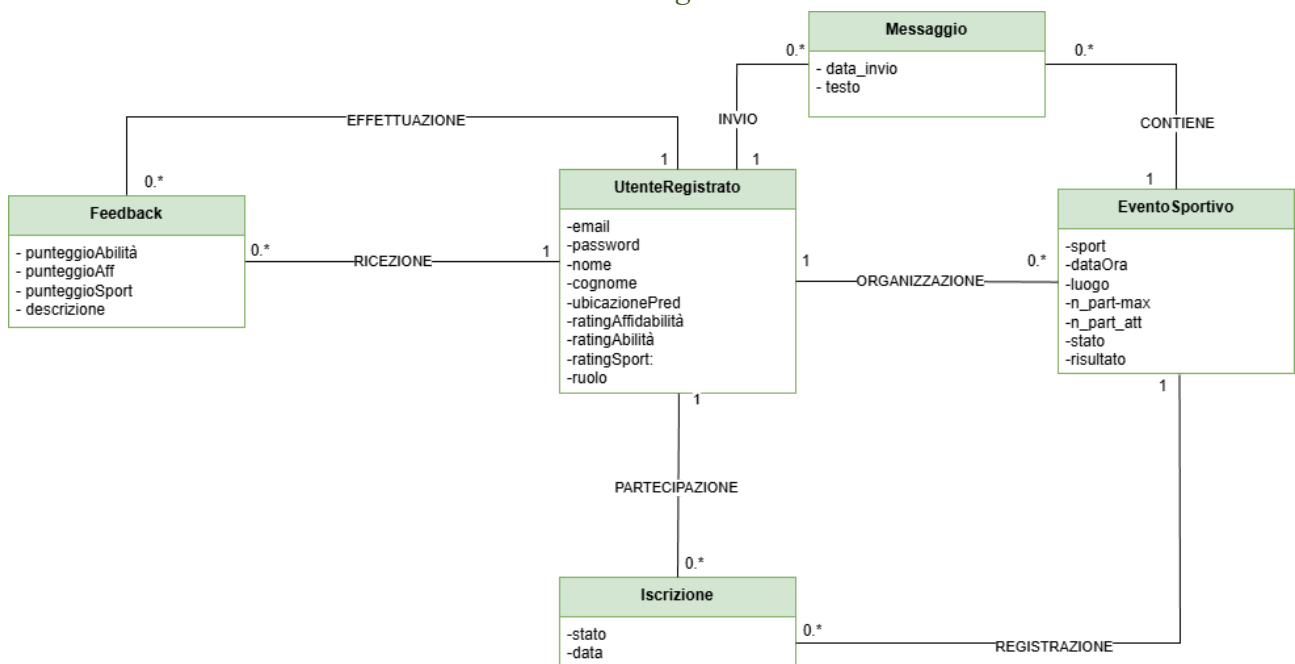 Messaggio
0.*
0.*
- data_invio
- testo
EFFETTUAZIONE
INVIO
CONTIENE
1
1
0.*
1
UtenteRegistrato
Feedback
EventoSportivo
-email
-password
-nome
-cognome
-ubicazionePred
-ratingAffidabilità
-ratingAbilità
-ratingSport:
-ruolo
- punteggioAbilità
- punteggioAff
- punteggioSport
- descrizione
0.*
RICEZIONE
1
1
ORGANIZZAZIONE
0.*
-sport
-dataOra
-luogo
-n_part-max
-n_part_att
-stato
-risultato
1
1
PARTECIPAZIONE
0.*
Iscrizione
-stato
-data
0.*
REGISTRAZIONE